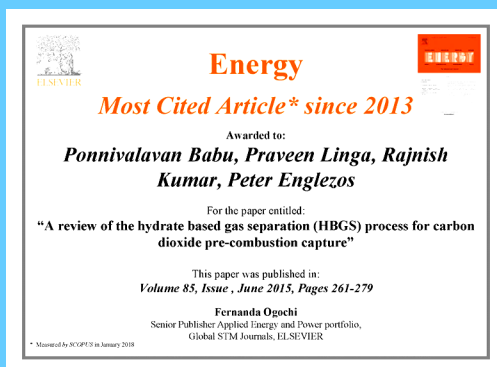 Energy
ENERGY
ELSEVIER
Most Cited Article* since 2013
Awarded to:
Ponnivalavan Babu, Praveen Linga, Rajnish
Kumar, Peter Englezos
For the paper entitled:
“A review of the hydrate based gas separation (HBGS) process for carbon
dioxide pre-combustion capture”
This paper was published in:
Volume 85, Issue , June 2015, Pages 261-279
Fernanda Ogochi
Senior Publisher Applied Energy and Power portfolio,
Global STM Journals, ELSEVIER
* Measured by SCOPUS in January 2018